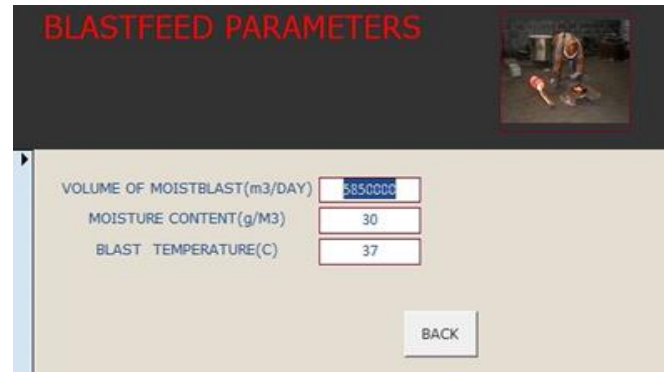 BLASTFEED PARAMETERS
VOLUME OF MOISTBLAST(m3/DAY) 5850000
MOISTURE CONTENT(g/M3) 30
BLAST TEMPERATURE(C) 37
BACK